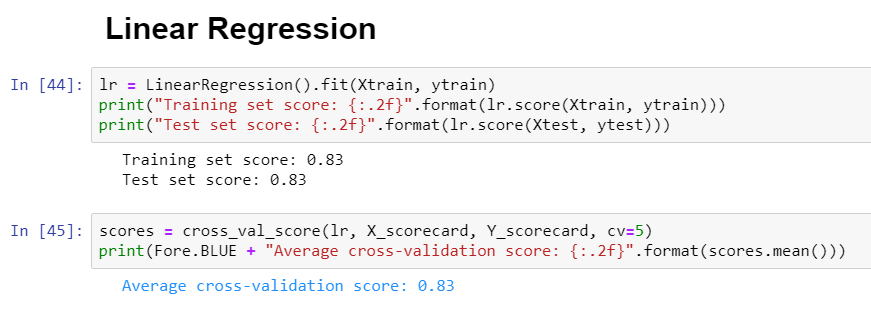 Linear Regression
In [44]: lr = LinearRegression().fit(Xtrain, ytrain)
print("Training set score: {:.2f}".format(lr.score(Xtrain, ytrain)))
print("Test set score: {:.2f}".format(lr.score(Xtest, ytest)))
Training set score: 0.83
Test set score: 0.83
In [45]: scores = cross_val_score(lr, X_scorecard, Y_scorecard, cv=5)
print(Fore.BLUE + "Average cross-validation score: {:.2f}".format(scores.mean()))
Average cross-validation score: 0.83